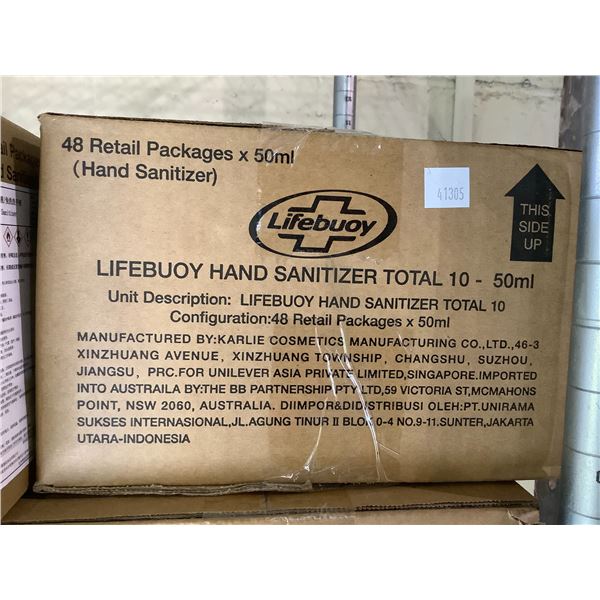 48 Retail Packages x 50ml
(Hand Sanitizer)
41305
Lifebuoy
THIS
SIDE
UP
LIFEBUOY HAND SANITIZER TOTAL 10 - 50ml
Unit Description: LIFEBUOY HAND SANITIZER TOTAL 10
Configuration:48 Retail Packages x 50ml
MANUFACTURED BY:KARLIE COSMETICS MANUFACTURING CO.,LTD.,46-3
XINZHUANG AVENUE, XINZHUANG TOWNSHIP, CHANGSHU, SUZHOU,
JIANGSU, PRC.FOR UNILEVER ASIA PRIVATE LIMITED,SINGAPORE.IMPORTED
INTO AUSTRAILA BY:THE BB PARTNERSHIP PTY LTD,59 VICTORIA ST,MCMAHONS
POINT, NSW 2060, AUSTRALIA. DIIMPOR&DIDISTRIBUSI OLEH:PT.UNIRAMA
SUKSES INTERNASIONAL,JL.AGUNG TINUR II BLOK 0-4 NO.9-11.SUNTER,JAKARTA
UTARA-INDONESIA
ail Pack
nd Sanitiz